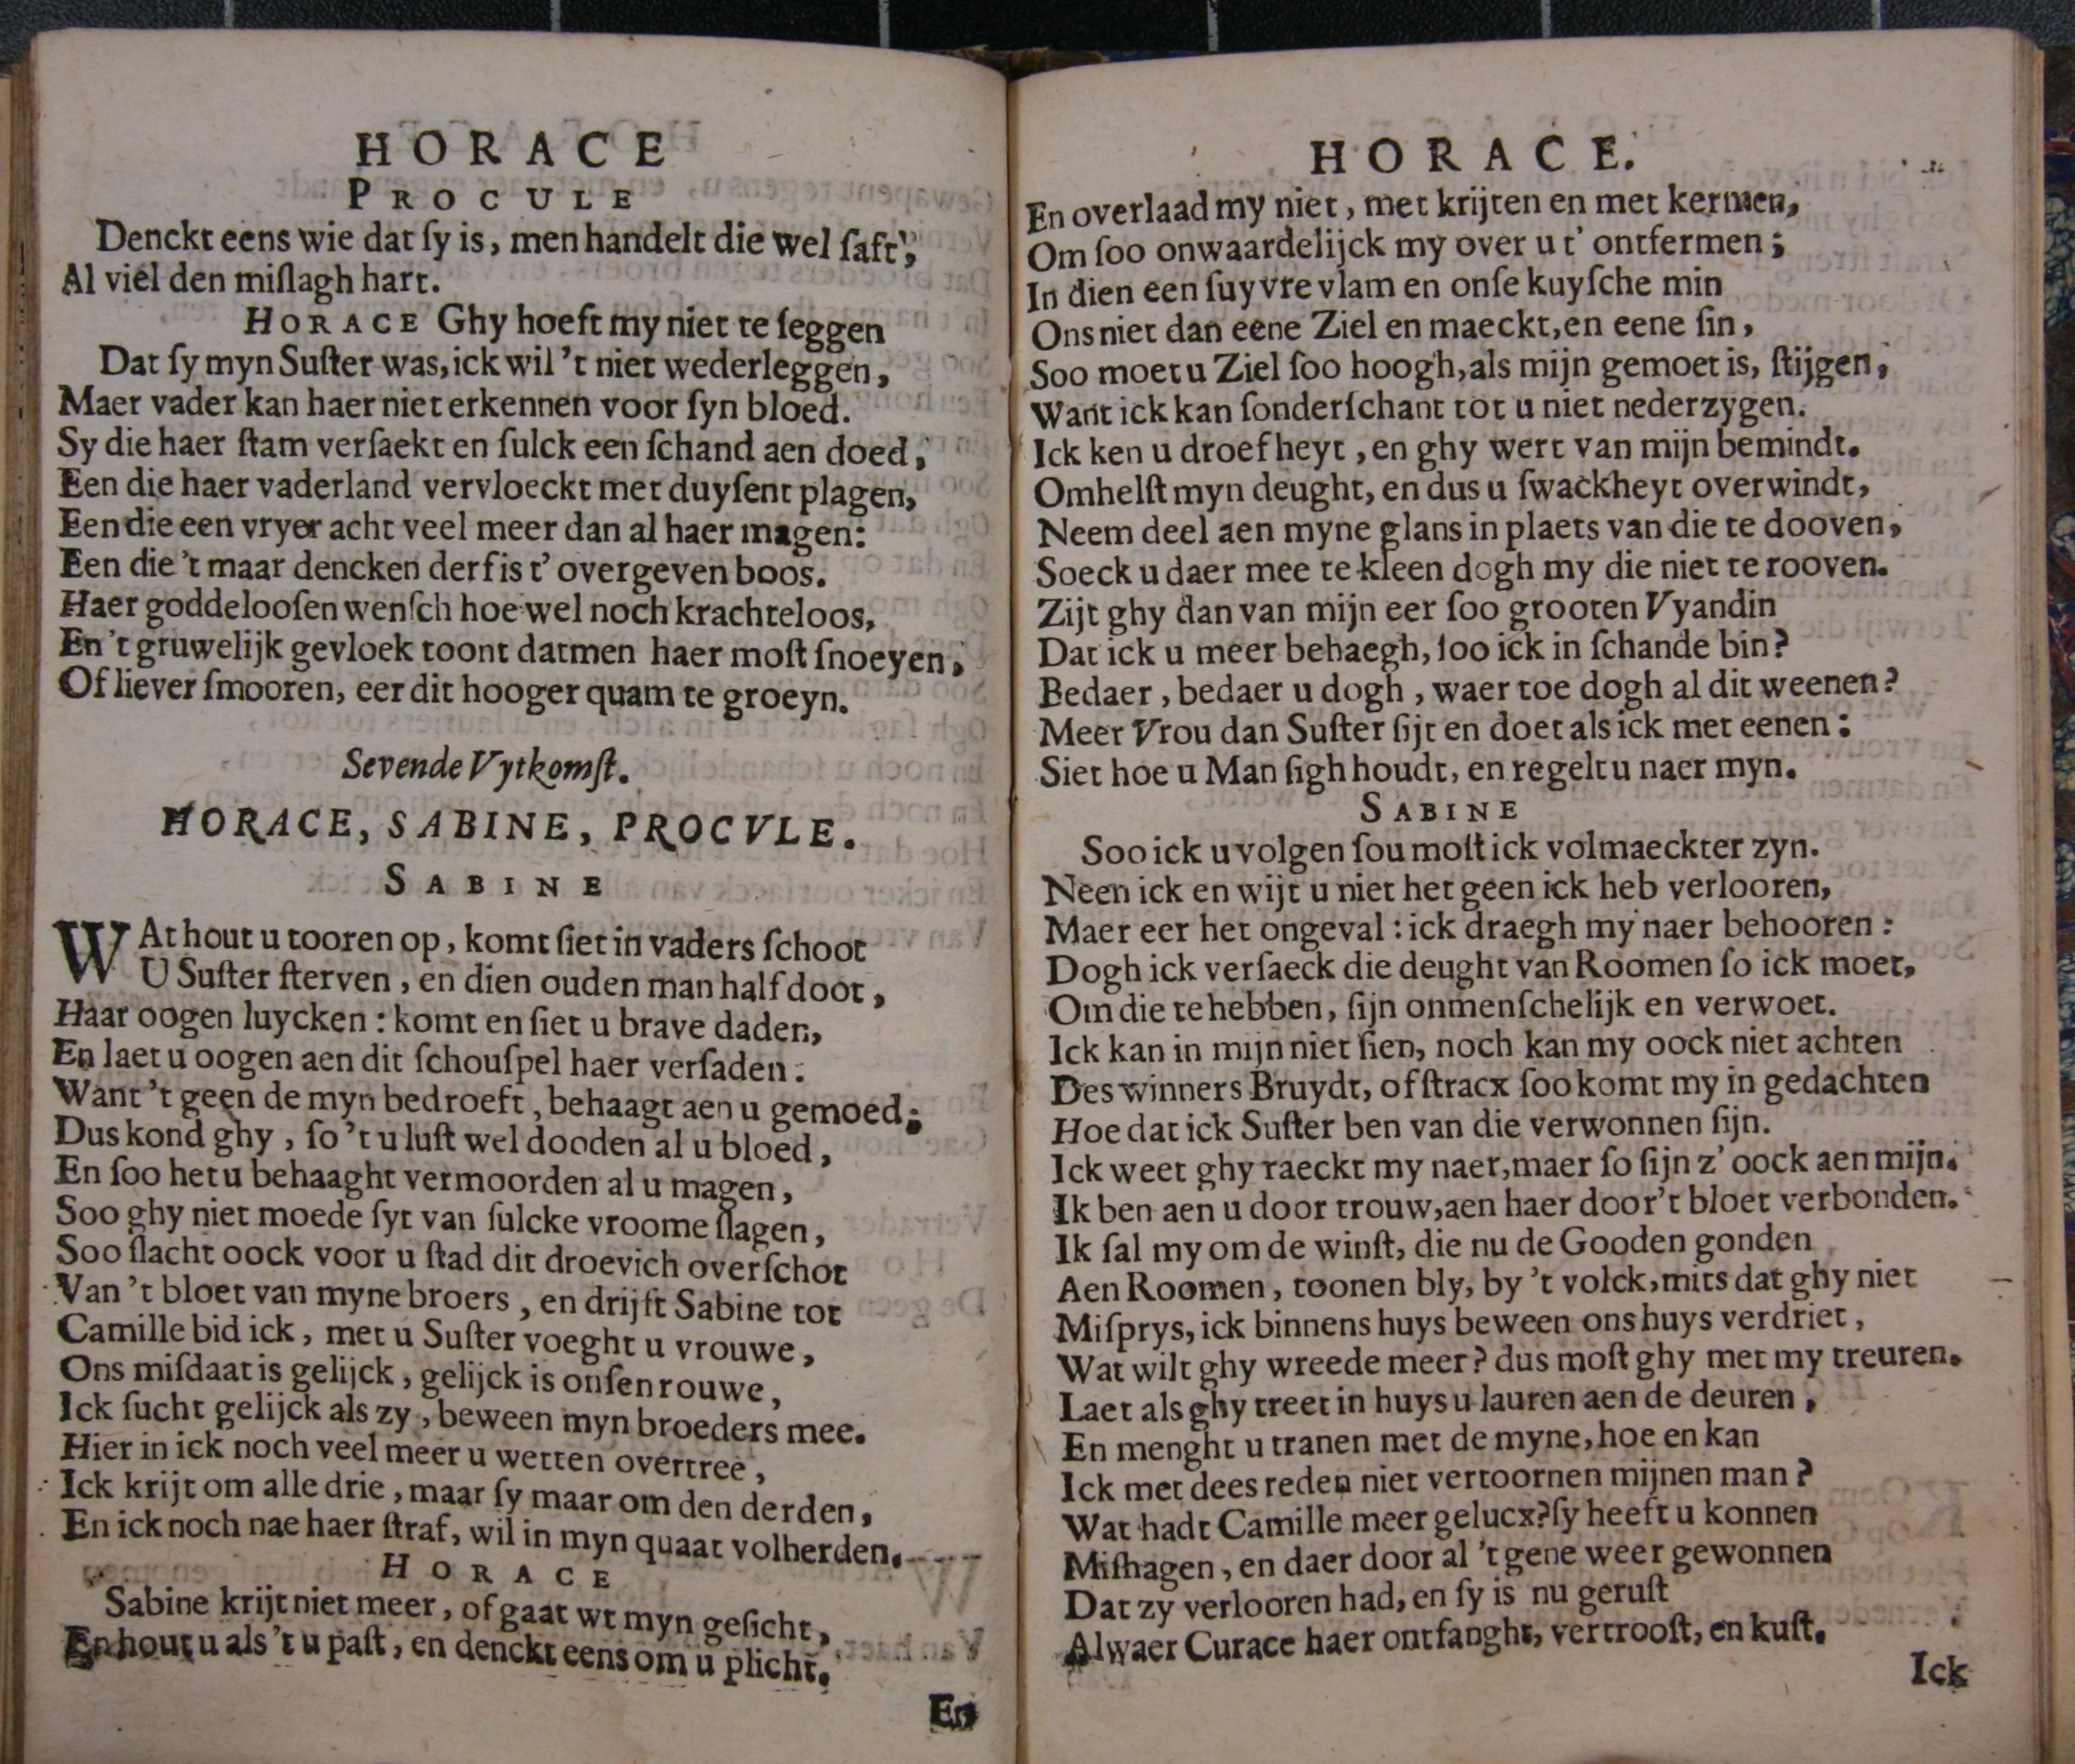 HORACE
PROCULE
Denckt eens wie dat ſy is, men handelt die wel ſaft,
Al viel den miſlagh hart.
HORACE Ghy hoeft my niet te ſeggen
Dat ſy myn Suſter was, ick wil 't niet wederleggen,
Maer vader kan haer niet erkennen voor ſyn bloed.
Sy die haer ſtam verſaekt en ſulck een ſchand aen doed,
Een die haer vaderland vervloeckt met duyſent plagen,
Een die een vryer acht veel meer dan al haer magen:
Een die 't maar dencken derf is t' overgeven boos.
Haer goddelooſen wenſch hoe wel noch krachteloos,
En 't gruwelijk gevloek toont datmen haer moſt ſnoeyen,
Of liever ſmooren, eer dit hooger quam te groeyn.
Sevende Vytkomſt.
HORACE, SABINE, PROCVLE.
SABINE
WAt hout u tooren op, komt ſiet in vaders ſchoot
U Suſter ſterven, en dien ouden man half doot,
Haar oogen luycken: komt en ſiet u brave daden,
En laet u oogen aen dit ſchouſpel haer verſaden.
Want 't geen de myn bedroeft, behaagt aen u gemoed;
Dus kond ghy, ſo 't u luſt wel dooden al u bloed,
En ſoo het u behaaght vermoorden al u magen,
Soo ghy niet moede ſyt van ſulcke vroome ſlagen,
Soo ſlacht oock voor u ſtad dit droevich overſchot
Van 't bloet van myne broers, en drijft Sabine tot
Camille bid ick, met u Suſter voeght u vrouwe,
Ons miſdaat is gelijck, gelijck is onſen rouwe,
Ick ſucht gelijck als zy, beween myn broeders mee.
Hier in ick noch veel meer u wetten overtree,
Ick krijt om alle drie, maar ſy maar om den derden,
En ick noch nae haer ſtraf, wil in myn quaat volherden.
HORACE
Sabine krijt niet meer, of gaat wt myn geſicht,
En hout u als 't u paſt, en denckt eens om u plicht.
En
HORACE.
En overlaad my niet, met krijten en met kermen,
Om ſoo onwaardelijck my over u t' ontfermen;
In dien een ſuyvre vlam en onſe kuyſche min
Ons niet dan eene Ziel en maeckt, en eene ſin,
Soo moet u Ziel ſoo hoogh, als mijn gemoet is, ſtijgen,
Want ick kan ſonder ſchant tot u niet nederzygen.
Ick ken u droefheyt, en ghy wert van mijn bemindt.
Omhelſt myn deught, en dus u ſwackheyt overwindt,
Neem deel aen myne glans in plaets van die te dooven,
Soeck u daer mee te kleen dogh my die niet te rooven.
Zijt ghy dan van mijn eer ſoo grooten Vyandin
Dat ick u meer behaegh, ſoo ick in ſchande bin?
Bedaer, bedaer u dogh, waer toe dogh al dit weenen?
Meer Vrou dan Suſter ſijt en doet als ick met eenen:
Siet hoe u Man ſigh houdt, en regelt u naer myn.
SABINE
Soo ick u volgen ſou moſt ick volmaeckter zyn.
Neen ick en wijt u niet het geen ick heb verlooren,
Maer eer het ongeval: ick draegh my naer behooren:
Dogh ick verſaeck die deught van Roomen ſo ick moet,
Om die te hebben, ſijn onmenſchelijk en verwoet.
Ick kan in mijn niet ſien, noch kan my oock niet achten
Des winners Bruydt, of ſtracx ſoo komt my in gedachten
Hoe dat ick Suſter ben van die verwonnen ſijn.
Ick weet ghy raeckt my naer, maer ſo ſijn z' oock aen mijn.
Ik ben aen u door trouw, aen haer door 't bloet verbonden.
Ik ſal my om de winſt, die nu de Gooden gonden
Aen Roomen, toonen bly, by 't volck, mits dat ghy niet
Miſprys, ick binnens huys beween ons huys verdriet,
Wat wilt ghy wreede meer? dus moſt ghy met my treuren.
Laet als ghy treet in huys u lauren aen de deuren,
En menght u tranen met de myne, hoe en kan
Ick met dees reden niet vertoornen mijnen man?
Wat hadt Camille meer gelucx? ſy heeft u konnen
Miſhagen, en daer door al 't gene weer gewonnen
Dat zy verlooren had, en ſy is nu geruſt
Alwaer Curace haer ontfanght, vertrooſt, en kuſt.
Ick